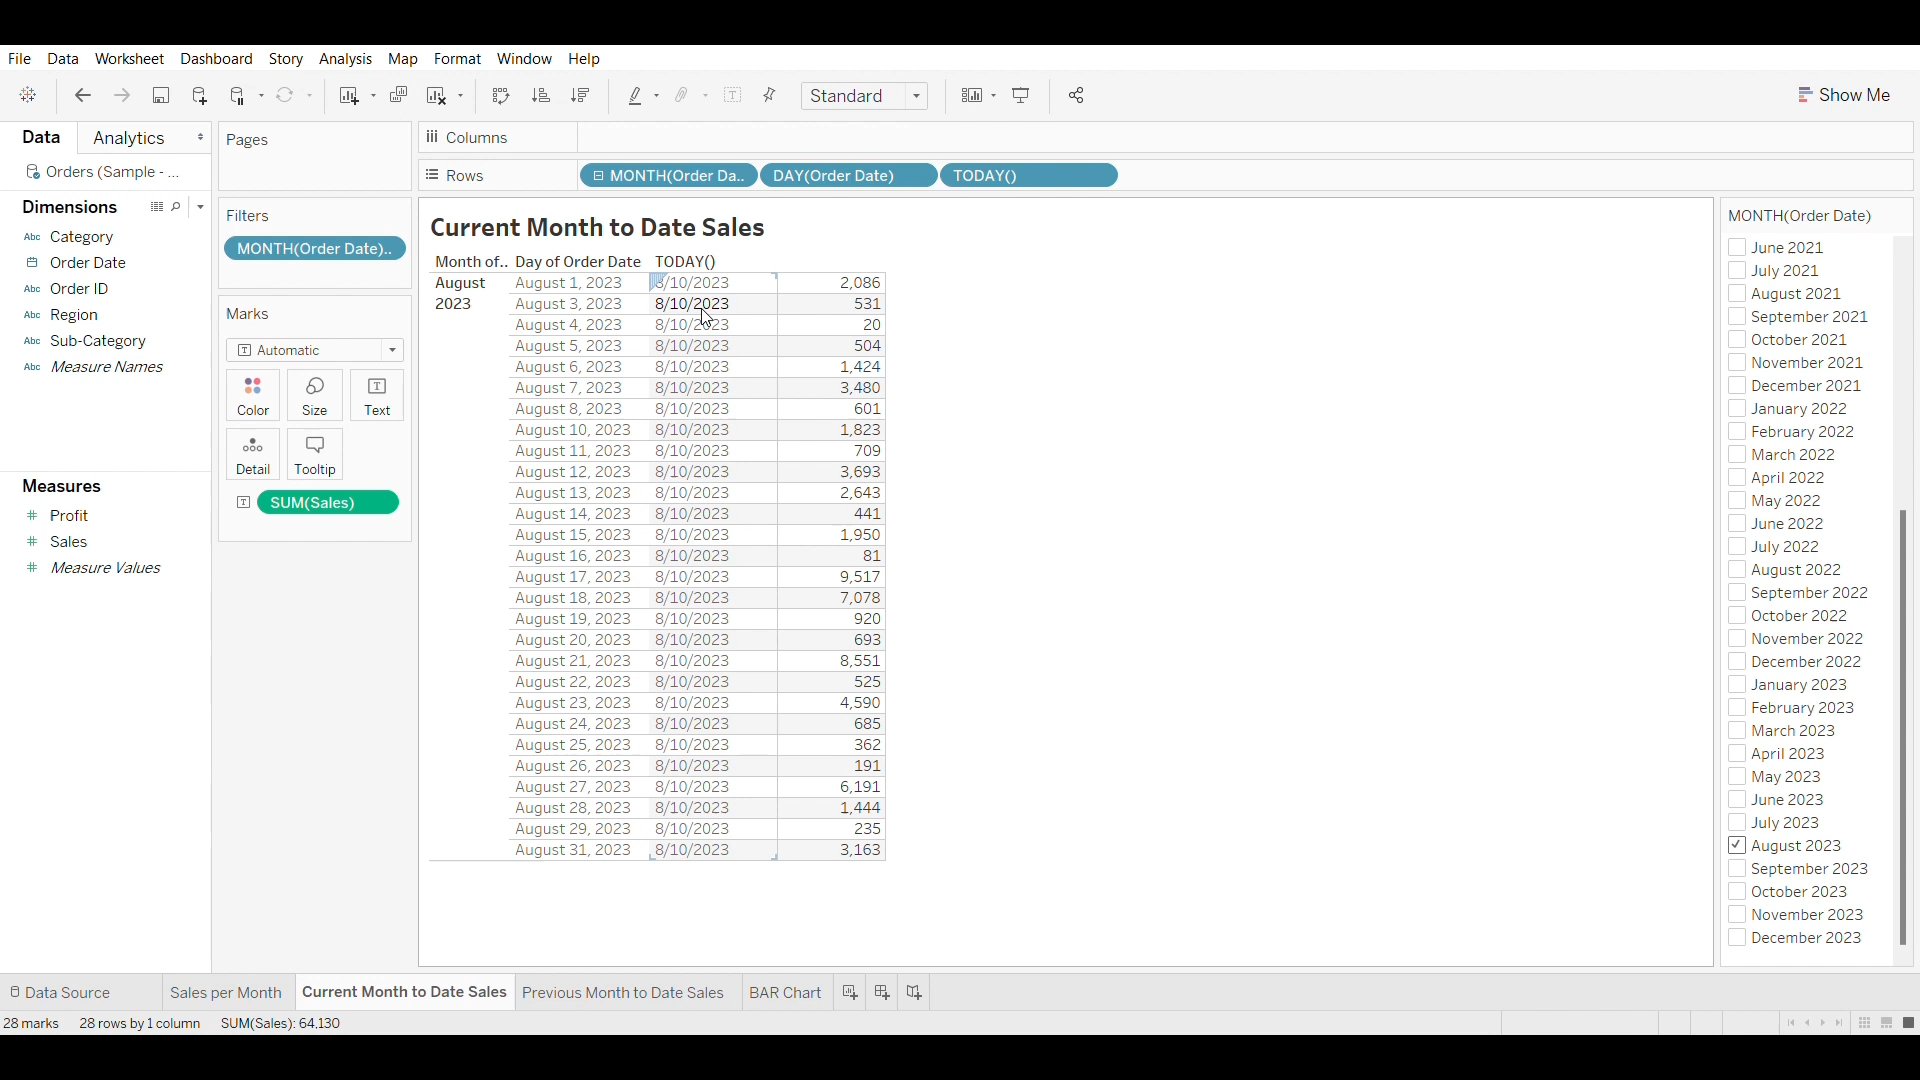 File Data Worksheet Dashboard Story Analysis Map Format Window Help
Standard Show Me
Data Analytics
Orders (Sample - ...
Dimensions
Abc Category
Order Date
Abc Order ID
Abc Region
Abc Sub-Category
Abc Measure Names
Measures
# Profit
# Sales
# Measure Values
Pages
Filters
MONTH(Order Date)..
Marks
Automatic
Color Size Text
Detail Tooltip
SUM(Sales)
Columns
Rows MONTH(Order Da.. DAY(Order Date) TODAY()
Current Month to Date Sales
Month of.. Day of Order Date TODAY()
August August 1, 2023 8/10/2023 2,086
2023 August 3, 2023 8/10/2023 531
August 4, 2023 8/10/2023 20
August 5, 2023 8/10/2023 504
August 6, 2023 8/10/2023 1,424
August 7, 2023 8/10/2023 3,480
August 8, 2023 8/10/2023 601
August 10, 2023 8/10/2023 1,823
August 11, 2023 8/10/2023 709
August 12, 2023 8/10/2023 3,693
August 13, 2023 8/10/2023 2,643
August 14, 2023 8/10/2023 441
August 15, 2023 8/10/2023 1,950
August 16, 2023 8/10/2023 81
August 17, 2023 8/10/2023 9,517
August 18, 2023 8/10/2023 7,078
August 19, 2023 8/10/2023 920
August 20, 2023 8/10/2023 693
August 21, 2023 8/10/2023 8,551
August 22, 2023 8/10/2023 525
August 23, 2023 8/10/2023 4,590
August 24, 2023 8/10/2023 685
August 25, 2023 8/10/2023 362
August 26, 2023 8/10/2023 191
August 27, 2023 8/10/2023 6,191
August 28, 2023 8/10/2023 1,444
August 29, 2023 8/10/2023 235
August 31, 2023 8/10/2023 3,163
MONTH(Order Date)
June 2021
July 2021
August 2021
September 2021
October 2021
November 2021
December 2021
January 2022
February 2022
March 2022
April 2022
May 2022
June 2022
July 2022
August 2022
September 2022
October 2022
November 2022
December 2022
January 2023
February 2023
March 2023
April 2023
May 2023
June 2023
July 2023
August 2023
September 2023
October 2023
November 2023
December 2023
Data Source Sales per Month Current Month to Date Sales Previous Month to Date Sales BAR Chart
28 marks 28 rows by 1 column SUM(Sales): 64,130